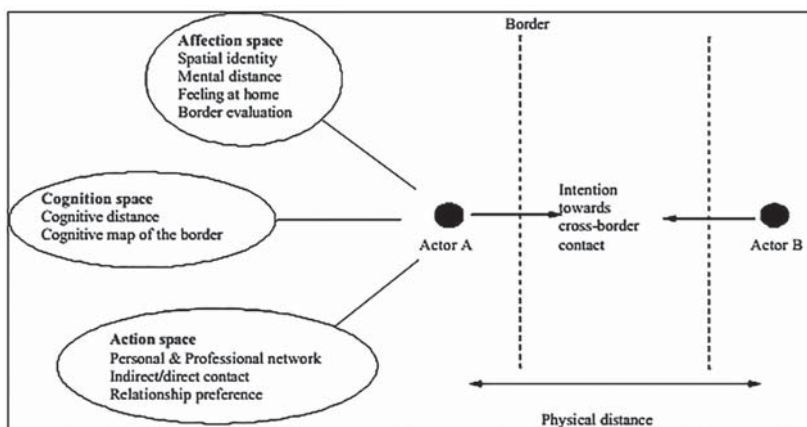 Affection space
Spatial identity
Mental distance
Feeling at home
Border evaluation
Border
Cognition space
Cognitive distance
Cognitive map of the border
Actor A
Intention
towards
cross-border
contact
Actor B
Action space
Personal & Professional network
Indirect/direct contact
Relationship preference
Physical distance